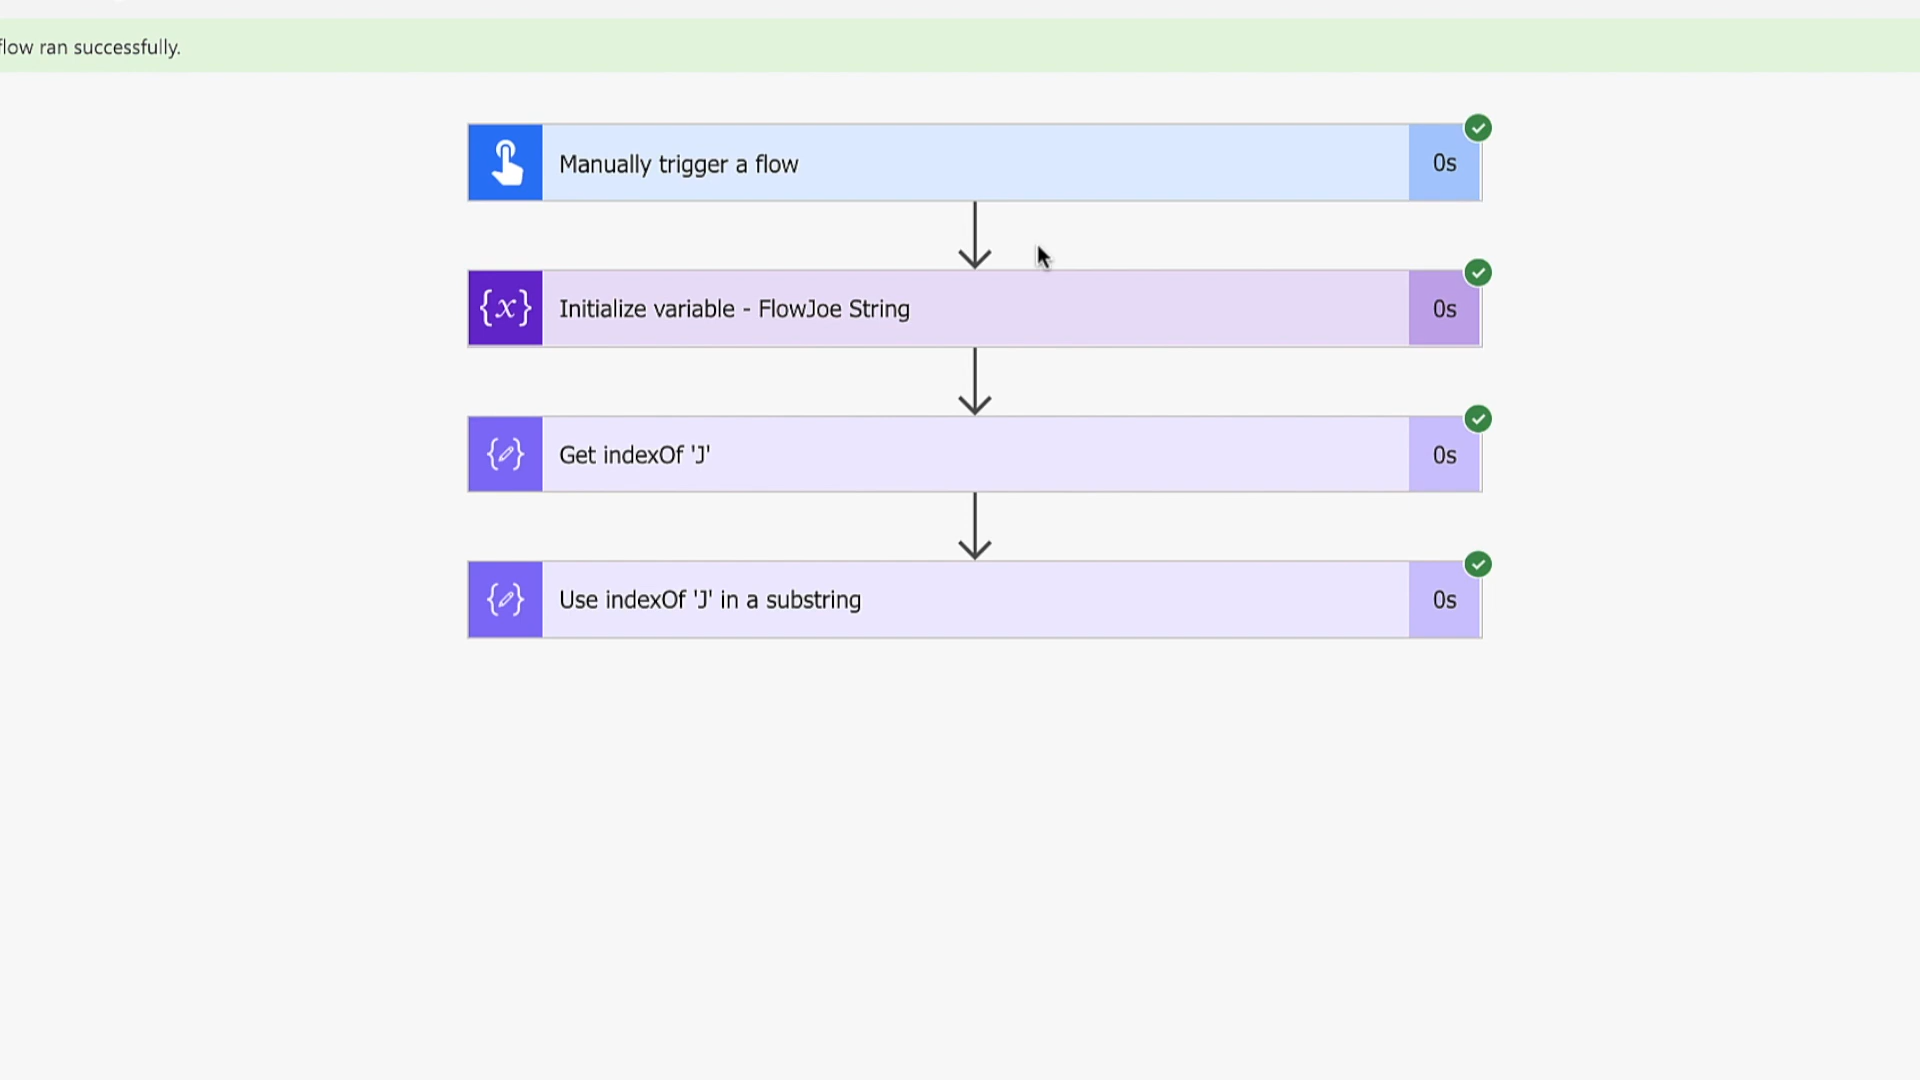 flow ran successfully.
Manually trigger a flow
0s
{x}
Initialize variable - FlowJoe String
0s
Get indexOf 'J'
0s
Use indexOf 'J' in a substring
0s